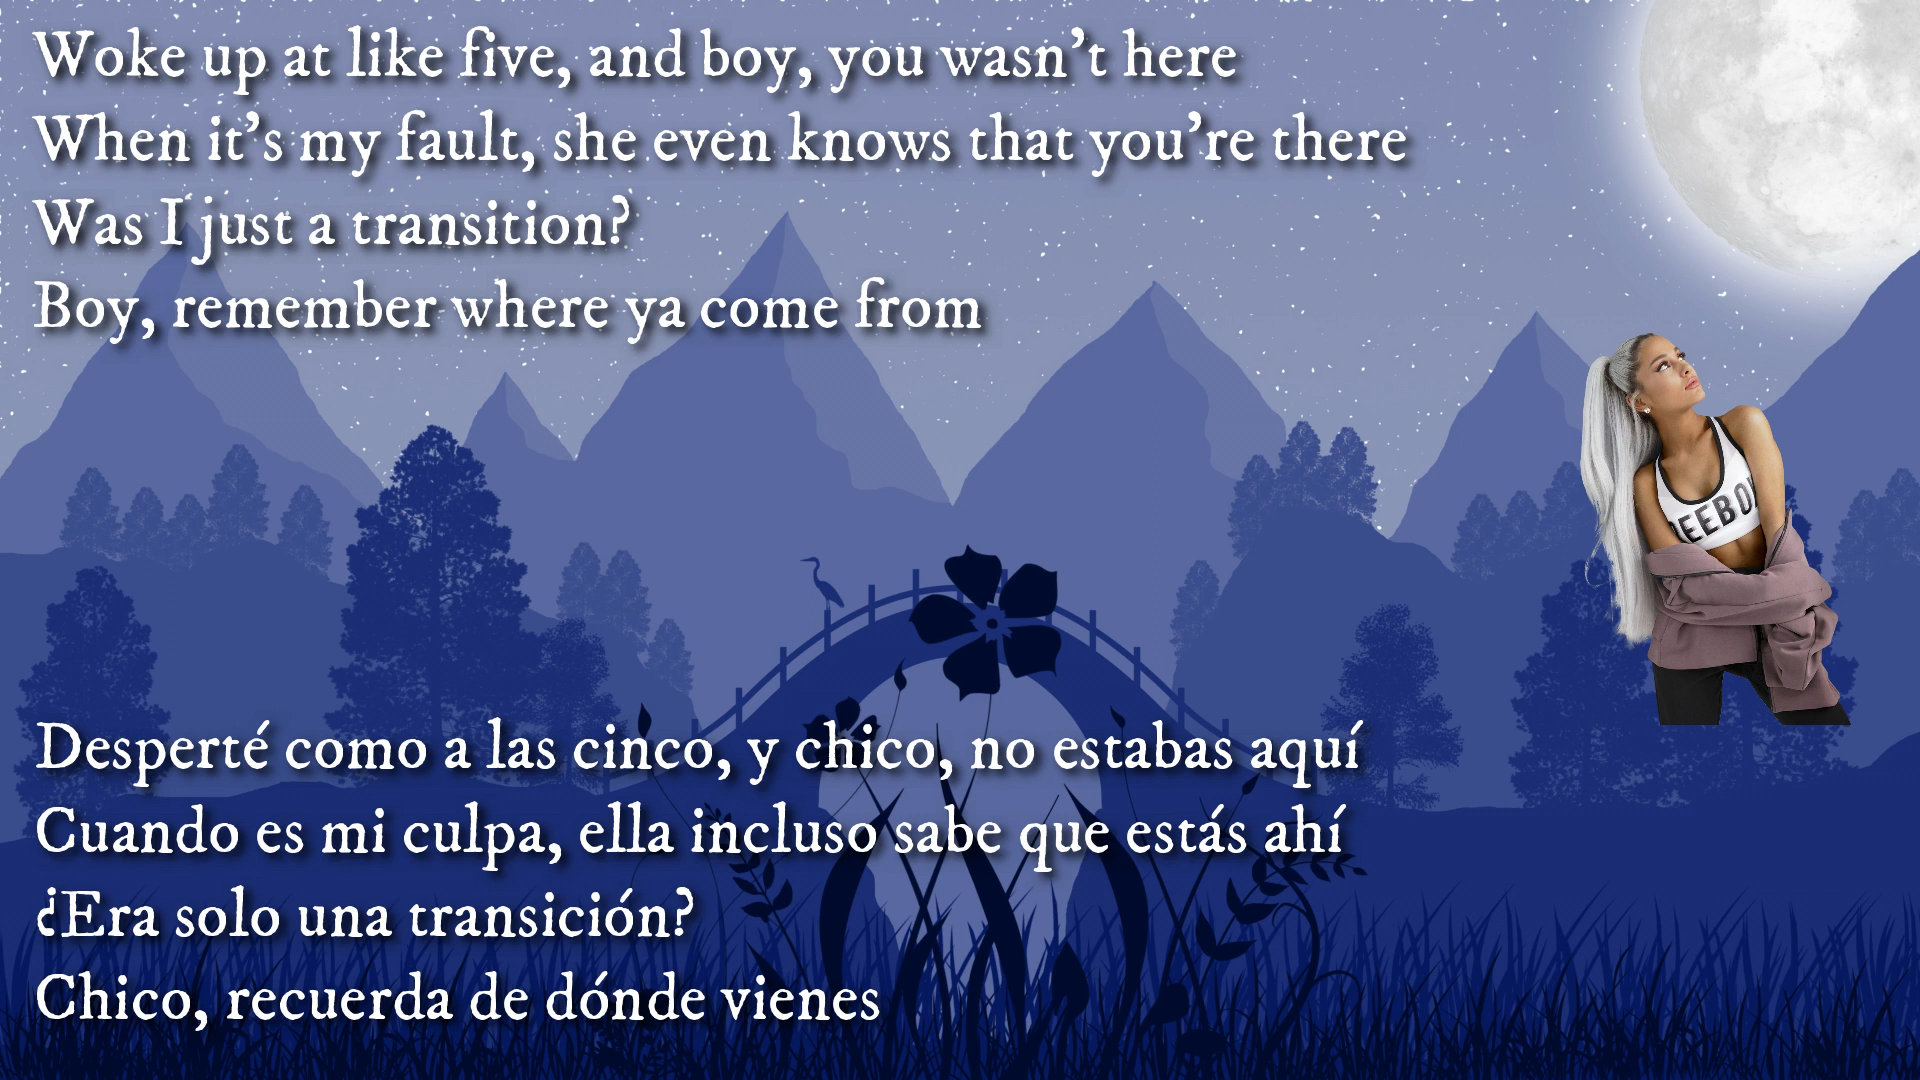 Woke up at like five, and boy, you wasn't here
When it's my fault, she even knows that you're there
Was I just a transition?
Boy, remember where ya come from
REEBO
Desperté como a las cinco, y chico, no estabas aquí
Cuando es mi culpa, ella incluso sabe que estás ahí
¿Era solo una transición?
Chico, recuerda de dónde vienes